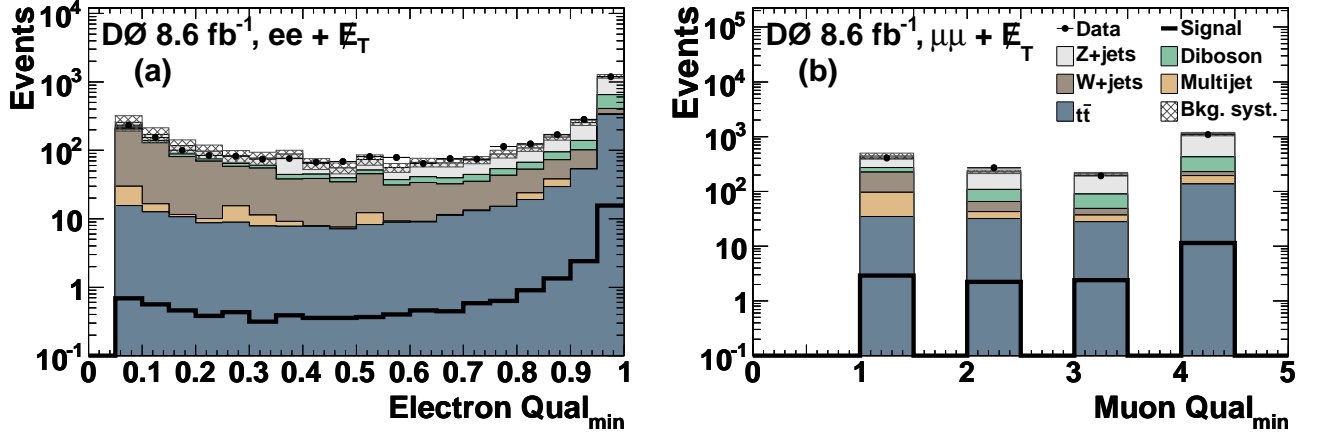 DØ 8.6 fb⁻¹, ee + E̸_T
(a)
Events
10⁴
10³
10²
10
1
10⁻¹
0 0.1 0.2 0.3 0.4 0.5 0.6 0.7 0.8 0.9 1
Electron Qual_min
DØ 8.6 fb⁻¹, μμ + E̸_T
(b)
Data
Signal
Z+jets
Diboson
W+jets
Multijet
tt̄
Bkg. syst.
Events
10⁵
10⁴
10³
10²
10
1
10⁻¹
0 1 2 3 4 5
Muon Qual_min